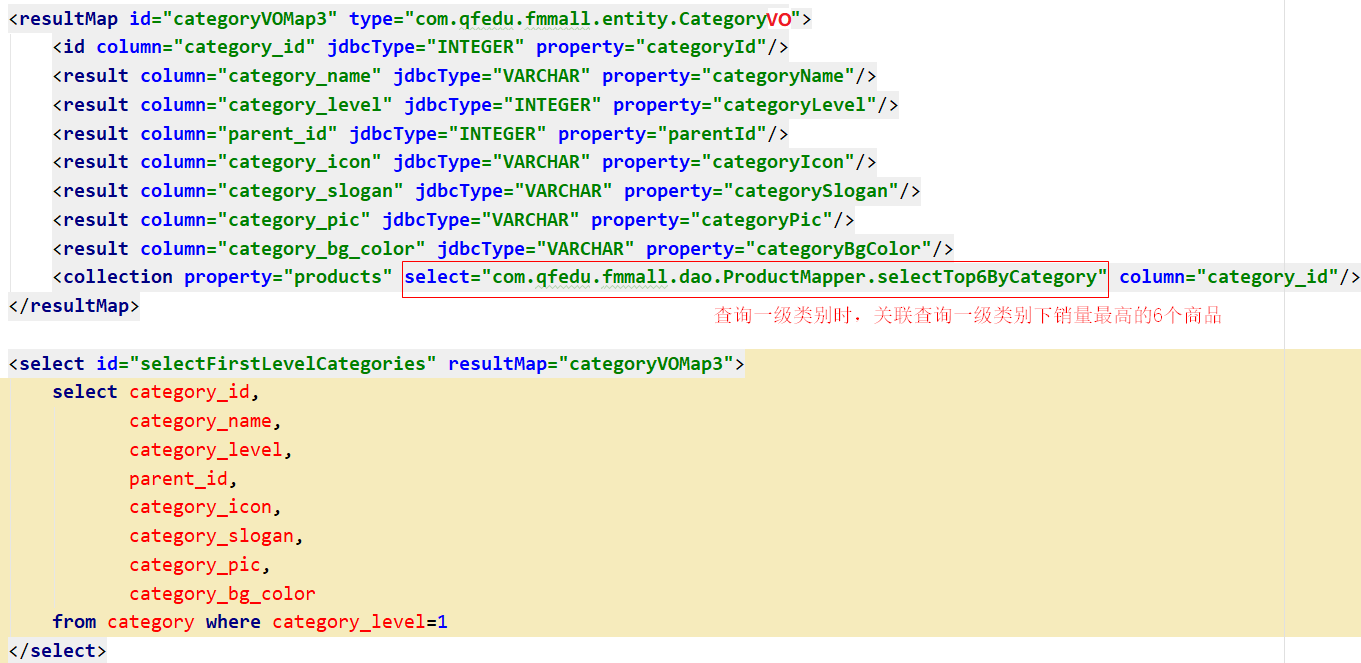 <resultMap id="categoryVOMap3" type="com.qfedu.fmmall.entity.CategoryVO">
<id column="category_id" jdbcType="INTEGER" property="categoryId"/>
<result column="category_name" jdbcType="VARCHAR" property="categoryName"/>
<result column="category_level" jdbcType="INTEGER" property="categoryLevel"/>
<result column="parent_id" jdbcType="INTEGER" property="parentId"/>
<result column="category_icon" jdbcType="VARCHAR" property="categoryIcon"/>
<result column="category_slogan" jdbcType="VARCHAR" property="categorySlogan"/>
<result column="category_pic" jdbcType="VARCHAR" property="categoryPic"/>
<result column="category_bg_color" jdbcType="VARCHAR" property="categoryBgColor"/>
<collection property="products" select="com.qfedu.fmmall.dao.ProductMapper.selectTop6ByCategory" column="category_id"/>
</resultMap>
查询一级类别时，关联查询一级类别下销量最高的6个商品
<select id="selectFirstLevelCategories" resultMap="categoryVOMap3">
select category_id,
category_name,
category_level,
parent_id,
category_icon,
category_slogan,
category_pic,
category_bg_color
from category where category_level=1
</select>